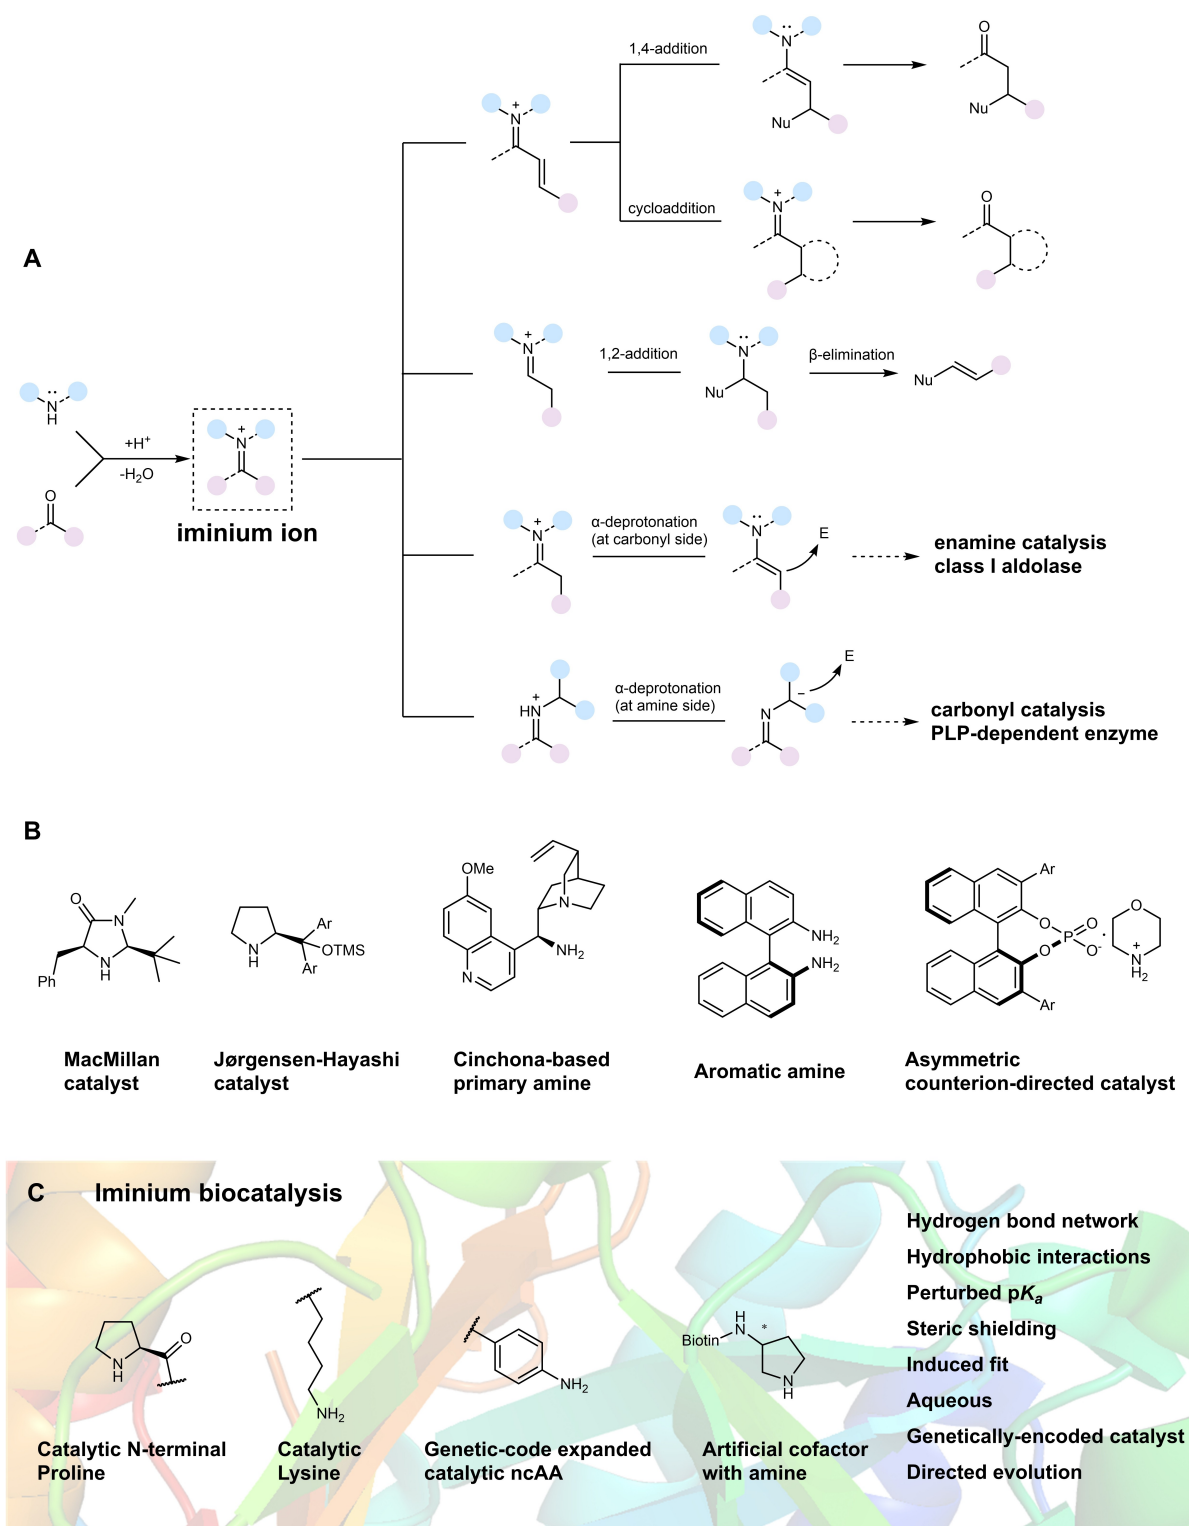 A
1,4-addition
N
Nu
O
Nu
+
N
cycloaddition
+
N
O
+
N
1,2-addition
N
Nu
β-elimination
Nu
N
H
O
+H+
-H2O
+
N
iminium ion
+
N
α-deprotonation
(at carbonyl side)
N
E
enamine catalysis
class I aldolase
+
HN
α-deprotonation
(at amine side)
N
−
E
carbonyl catalysis
PLP-dependent enzyme
B
O
N
N
H
Ph
MacMillan
catalyst
N
H
Ar
OTMS
Ar
Jørgensen-Hayashi
catalyst
OMe
N
NH2
N
Cinchona-based
primary amine
NH2
NH2
Aromatic amine
Ar
O
O
P
O
O-
Ar
·
O
+
N
H2
Asymmetric
counterion-directed catalyst
C
Iminium biocatalysis
N
H
O
Catalytic N-terminal
Proline
NH2
Catalytic
Lysine
NH2
Genetic-code expanded
catalytic ncAA
Biotin
H
N
*
N
H
Artificial cofactor
with amine
Hydrogen bond network
Hydrophobic interactions
Perturbed pKa
Steric shielding
Induced fit
Aqueous
Genetically-encoded catalyst
Directed evolution